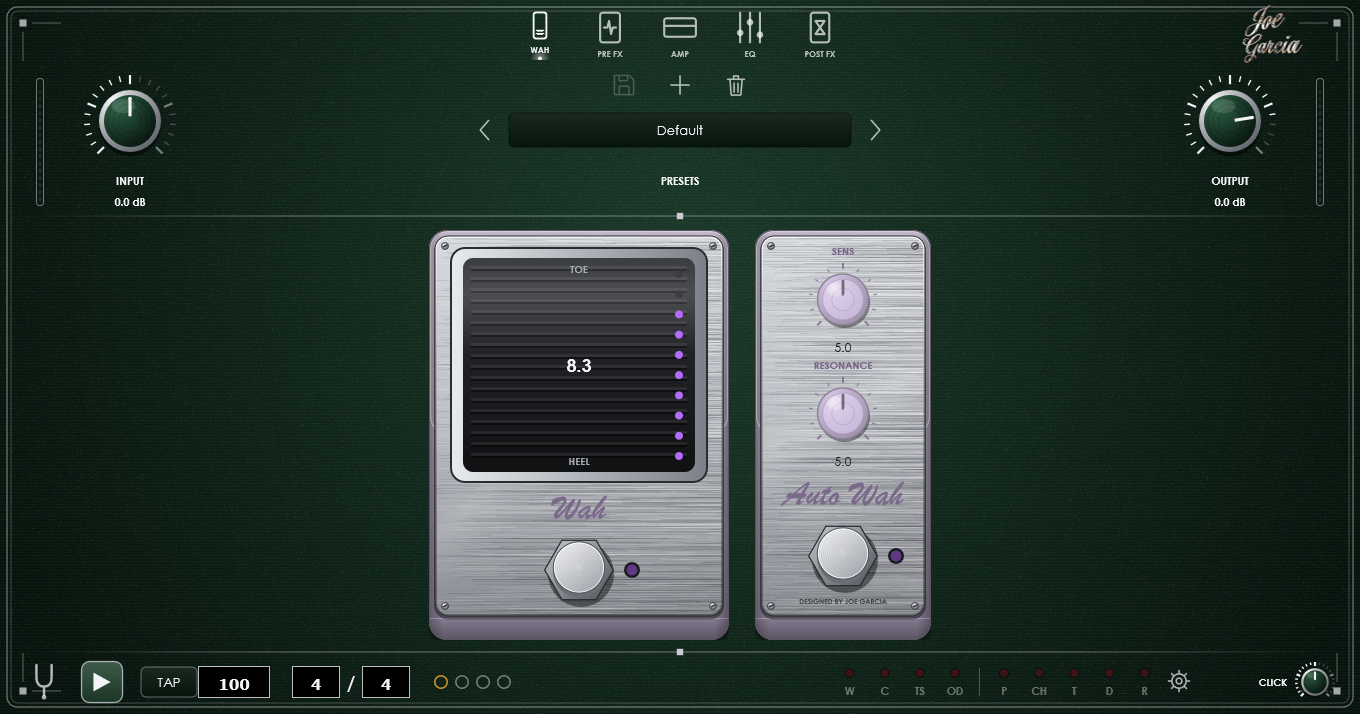 WAH
PRE FX
AMP
EQ
POST FX
Joe
Garcia
Default
INPUT
PRESETS
OUTPUT
0.0 dB
0.0 dB
TOE
8.3
HEEL
Wah
SENS
5.0
RESONANCE
5.0
Auto Wah
DESIGNED BY JOE GARCIA
TAP
100
4 / 4
W C TS OD P CH T D R
CLICK